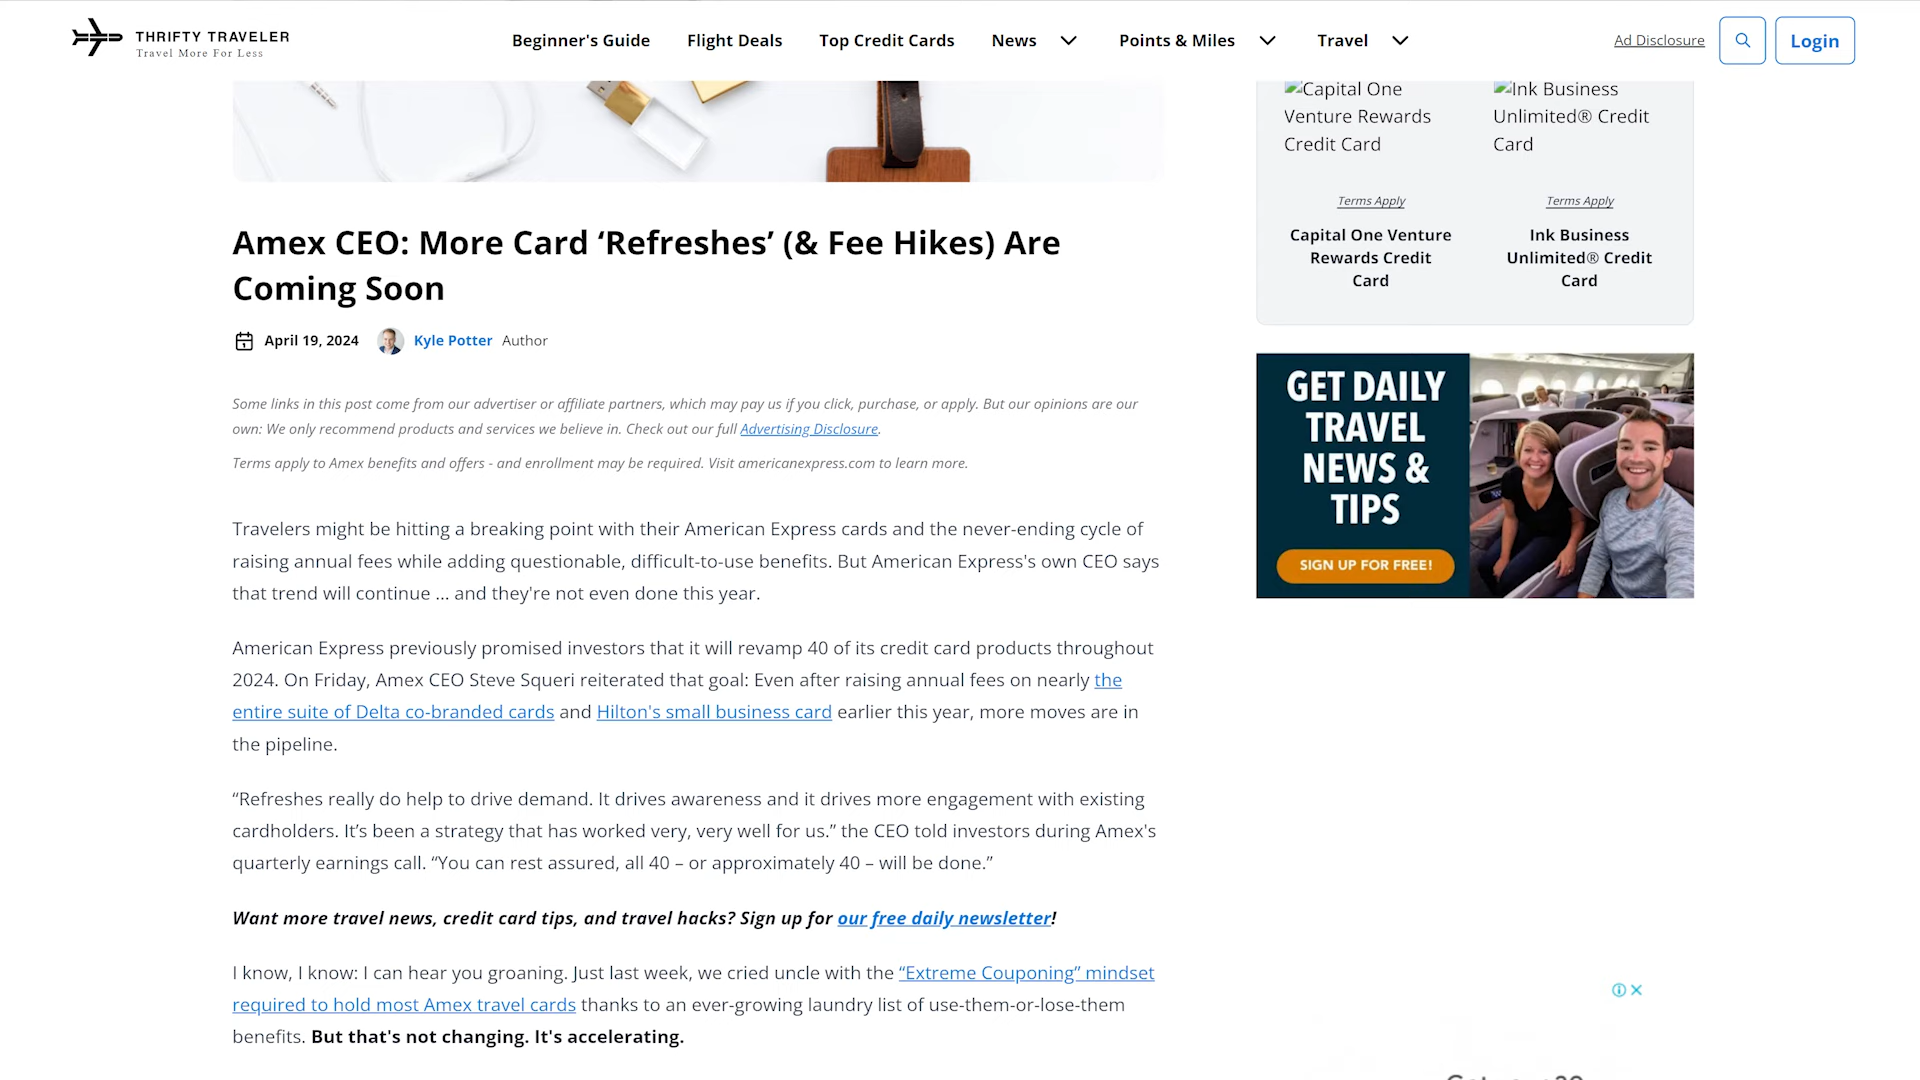 THRIFTY TRAVELER
Travel More For Less
Beginner's Guide
Flight Deals
Top Credit Cards
News
Points & Miles
Travel
Ad Disclosure
Login
Capital One
Venture Rewards
Credit Card
Ink Business
Unlimited® Credit
Card
Terms Apply
Terms Apply
Capital One Venture
Rewards Credit
Card
Ink Business
Unlimited® Credit
Card
Amex CEO: More Card ‘Refreshes’ (& Fee Hikes) Are
Coming Soon
April 19, 2024 Kyle Potter Author
Some links in this post come from our advertiser or affiliate partners, which may pay us if you click, purchase, or apply. But our opinions are our
own: We only recommend products and services we believe in. Check out our full Advertising Disclosure.
Terms apply to Amex benefits and offers - and enrollment may be required. Visit americanexpress.com to learn more.
Travelers might be hitting a breaking point with their American Express cards and the never-ending cycle of
raising annual fees while adding questionable, difficult-to-use benefits. But American Express's own CEO says
that trend will continue ... and they're not even done this year.
American Express previously promised investors that it will revamp 40 of its credit card products throughout
2024. On Friday, Amex CEO Steve Squeri reiterated that goal: Even after raising annual fees on nearly the
entire suite of Delta co-branded cards and Hilton's small business card earlier this year, more moves are in
the pipeline.
“Refreshes really do help to drive demand. It drives awareness and it drives more engagement with existing
cardholders. It’s been a strategy that has worked very, very well for us.” the CEO told investors during Amex's
quarterly earnings call. “You can rest assured, all 40 – or approximately 40 – will be done.”
Want more travel news, credit card tips, and travel hacks? Sign up for our free daily newsletter!
I know, I know: I can hear you groaning. Just last week, we cried uncle with the “Extreme Couponing” mindset
required to hold most Amex travel cards thanks to an ever-growing laundry list of use-them-or-lose-them
benefits. But that's not changing. It's accelerating.
GET DAILY
TRAVEL
NEWS &
TIPS
SIGN UP FOR FREE!